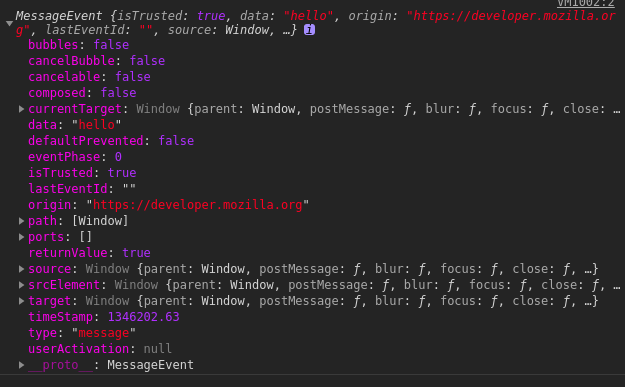 VM1002:2
MessageEvent {isTrusted: true, data: "hello", origin: "https://developer.mozilla.or
g", lastEventId: "", source: Window, …} i
bubbles: false
cancelBubble: false
cancelable: false
composed: false
currentTarget: Window {parent: Window, postMessage: ƒ, blur: ƒ, focus: ƒ, close: …
data: "hello"
defaultPrevented: false
eventPhase: 0
isTrusted: true
lastEventId: ""
origin: "https://developer.mozilla.org"
path: [Window]
ports: []
returnValue: true
source: Window {parent: Window, postMessage: ƒ, blur: ƒ, focus: ƒ, close: ƒ, …}
srcElement: Window {parent: Window, postMessage: ƒ, blur: ƒ, focus: ƒ, close: ƒ, …
target: Window {parent: Window, postMessage: ƒ, blur: ƒ, focus: ƒ, close: ƒ, …}
timeStamp: 1346202.63
type: "message"
userActivation: null
__proto__: MessageEvent